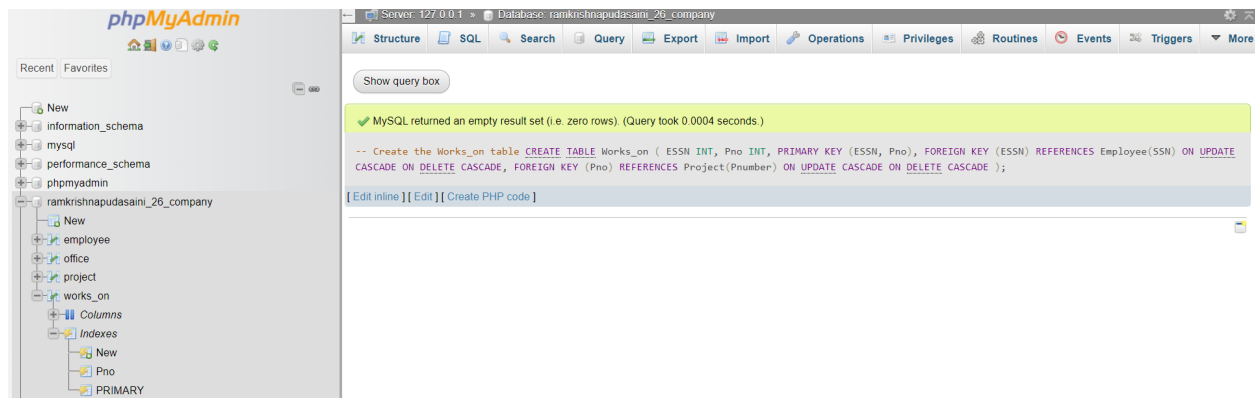 phpMyAdmin
Recent Favorites
New
information_schema
mysql
performance_schema
phpmyadmin
ramkrishnapudasaini_26_company
New
employee
office
project
works_on
Columns
Indexes
New
Pno
PRIMARY
Server: 127.0.0.1 » Database: ramkrishnapudasaini_26_company
Structure SQL Search Query Export Import Operations Privileges Routines Events Triggers More
Show query box
MySQL returned an empty result set (i.e. zero rows). (Query took 0.0004 seconds.)
-- Create the Works_on table CREATE TABLE Works_on ( ESSN INT, Pno INT, PRIMARY KEY (ESSN, Pno), FOREIGN KEY (ESSN) REFERENCES Employee(SSN) ON UPDATE
CASCADE ON DELETE CASCADE, FOREIGN KEY (Pno) REFERENCES Project(Pnumber) ON UPDATE CASCADE ON DELETE CASCADE );
[ Edit inline ] [ Edit ] [ Create PHP code ]